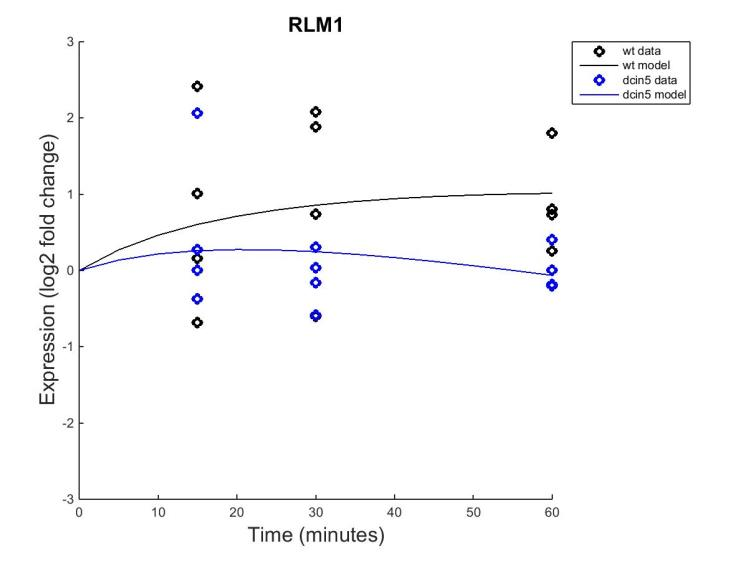 RLM1
wt data
wt model
dcin5 data
dcin5 model
Expression (log2 fold change)
3
2
1
0
-1
-2
-3
0 10 20 30 40 50 60
Time (minutes)